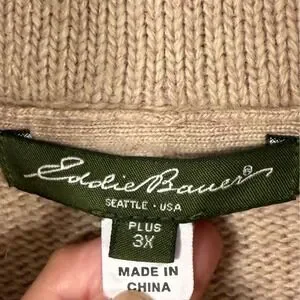 Eddie Bauer®
SEATTLE · USA
PLUS
3X
MADE IN
CHINA